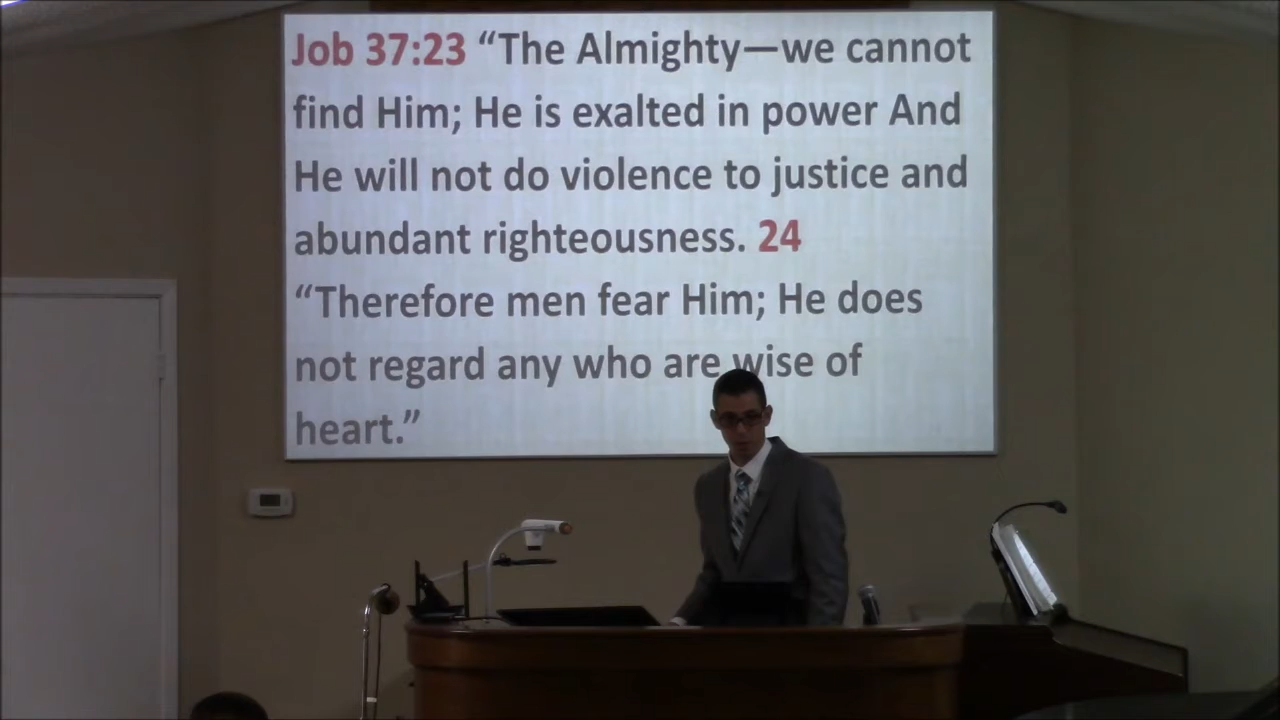 Job 37:23 “The Almighty—we cannot
find Him; He is exalted in power And
He will not do violence to justice and
abundant righteousness. 24
“Therefore men fear Him; He does
not regard any who are wise of
heart.”